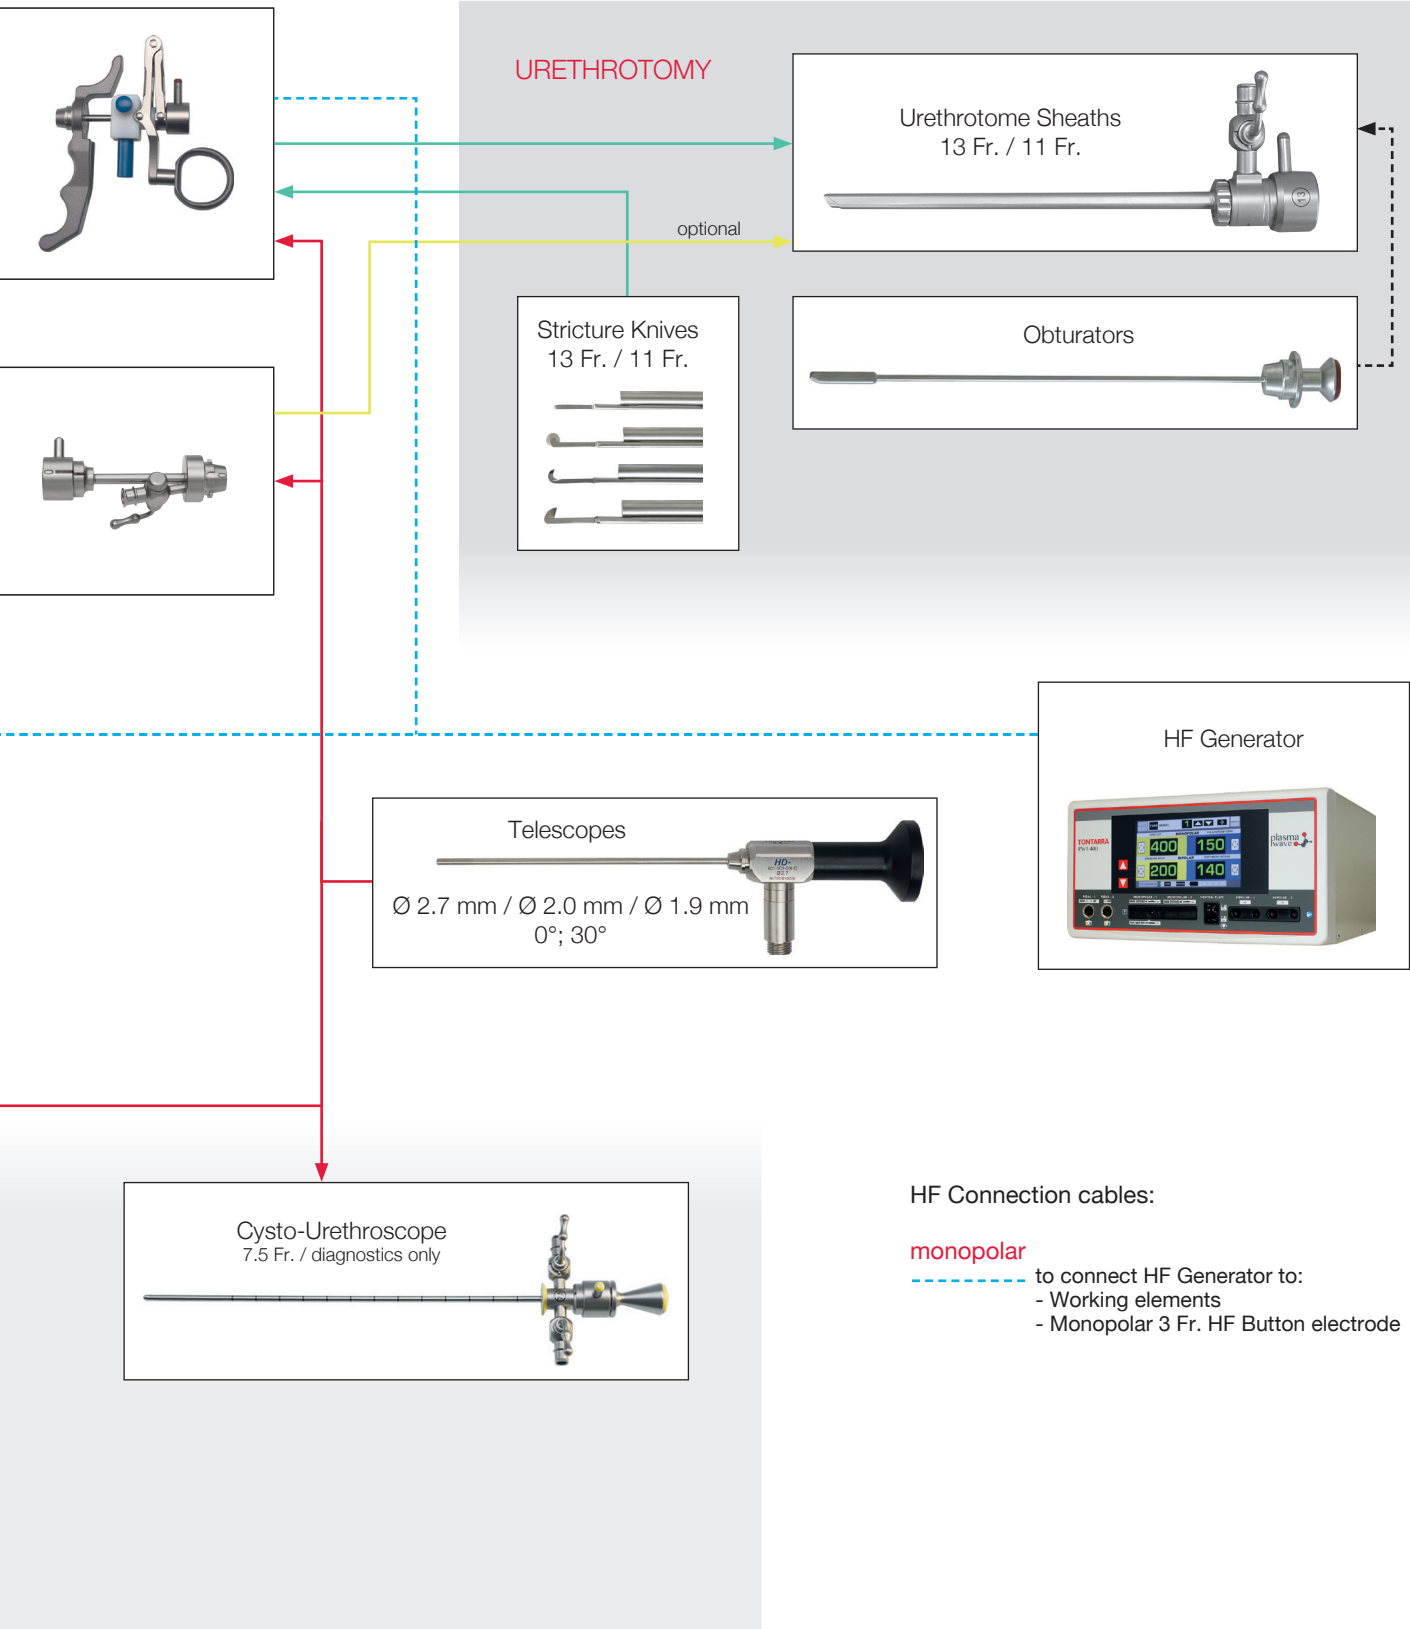 URETHROTOMY
Urethrotome Sheaths
13 Fr. / 11 Fr.
13
optional
Stricture Knives
13 Fr. / 11 Fr.
Obturators
HF Generator
TONTARRA
plasma
wave
MONOPOLAR
400
150
BIPOLAR
200
140
Telescopes
HD+
Ø 2.7 mm / Ø 2.0 mm / Ø 1.9 mm
0°; 30°
Cysto-Urethroscope
7.5 Fr. / diagnostics only
HF Connection cables:
monopolar
to connect HF Generator to:
- Working elements
- Monopolar 3 Fr. HF Button electrode